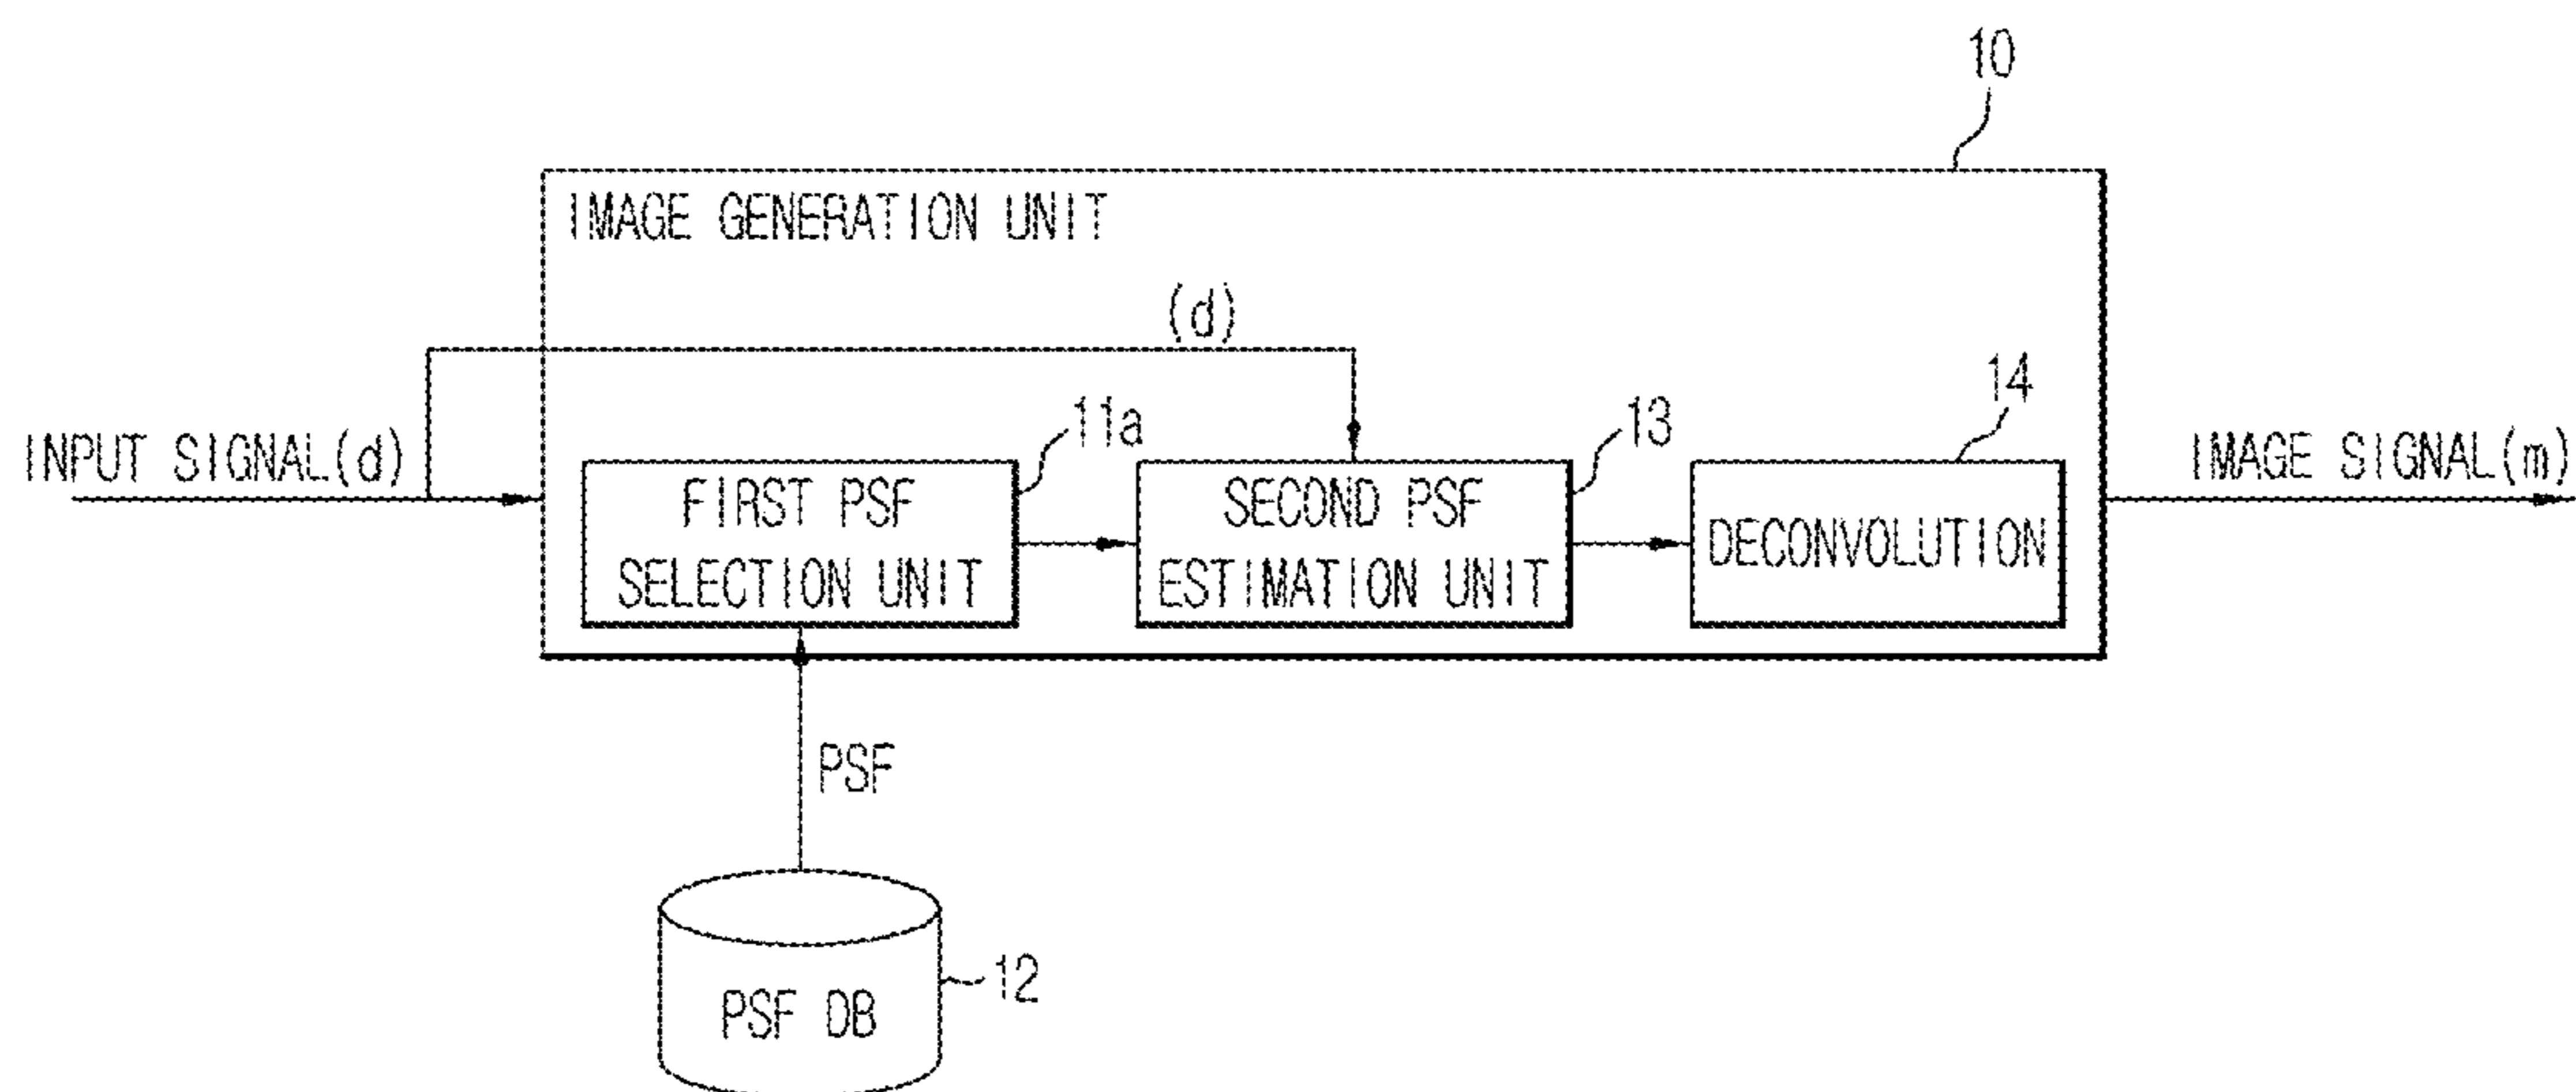 10
IMAGE GENERATION UNIT
(d)
14
11a
13
INPUT SIGNAL(d)
IMAGE SIGNAL(m)
FIRST PSF
SELECTION UNIT
SECOND PSF
ESTIMATION UNIT
DECONVOLUTION
PSF
12
PSF DB